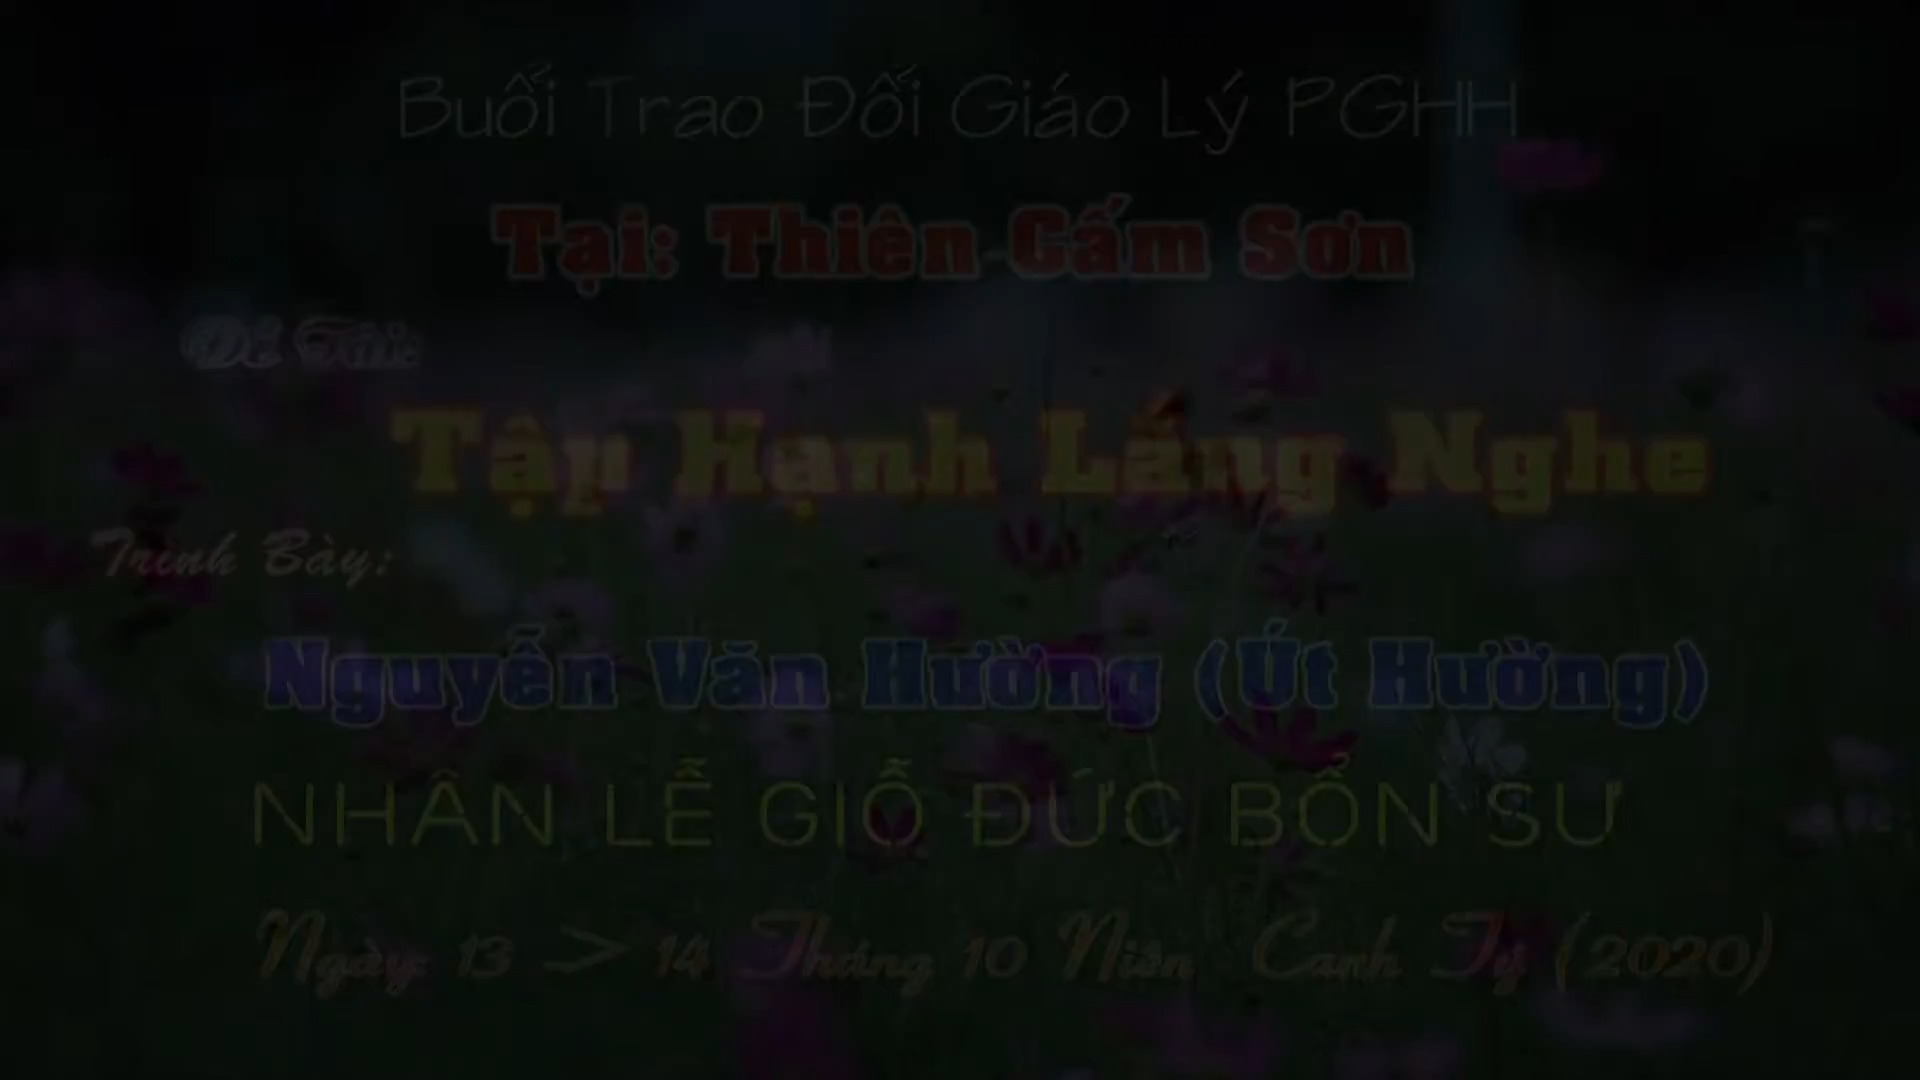 Buổi Trao Đổi Giáo Lý PGHH
Tại: Thiên Cấm Sơn
Đề Tài:
Tập Hạnh Lắng Nghe
Trình Bày:
Nguyễn Văn Hường (Út Hường)
NHÂN LỄ GIỖ ĐỨC BỔN SƯ
Ngày: 13 > 14 Tháng 10 Niên Canh Tý (2020)